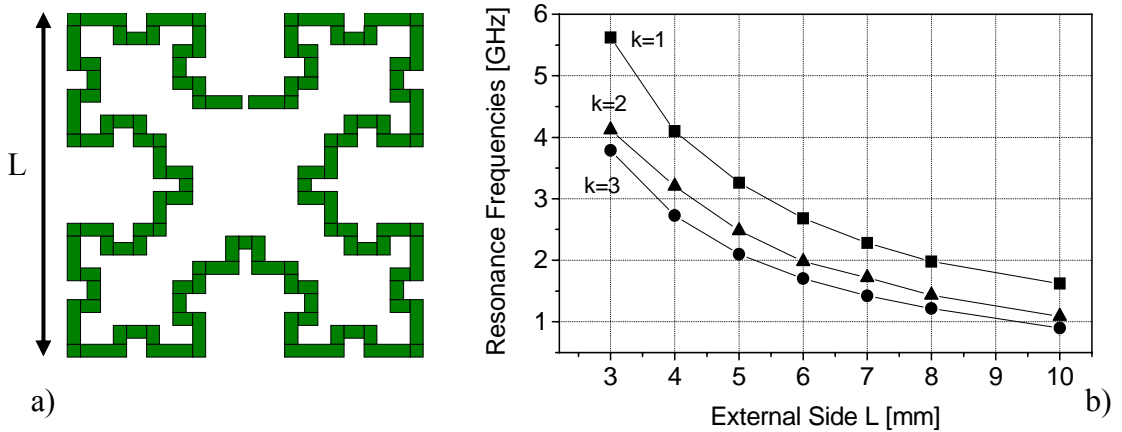 L
a)
Resonance Frequencies [GHz]
6
5
4
3
2
1
k=1
k=2
k=3
3 4 5 6 7 8 9 10
External Side L [mm]
b)